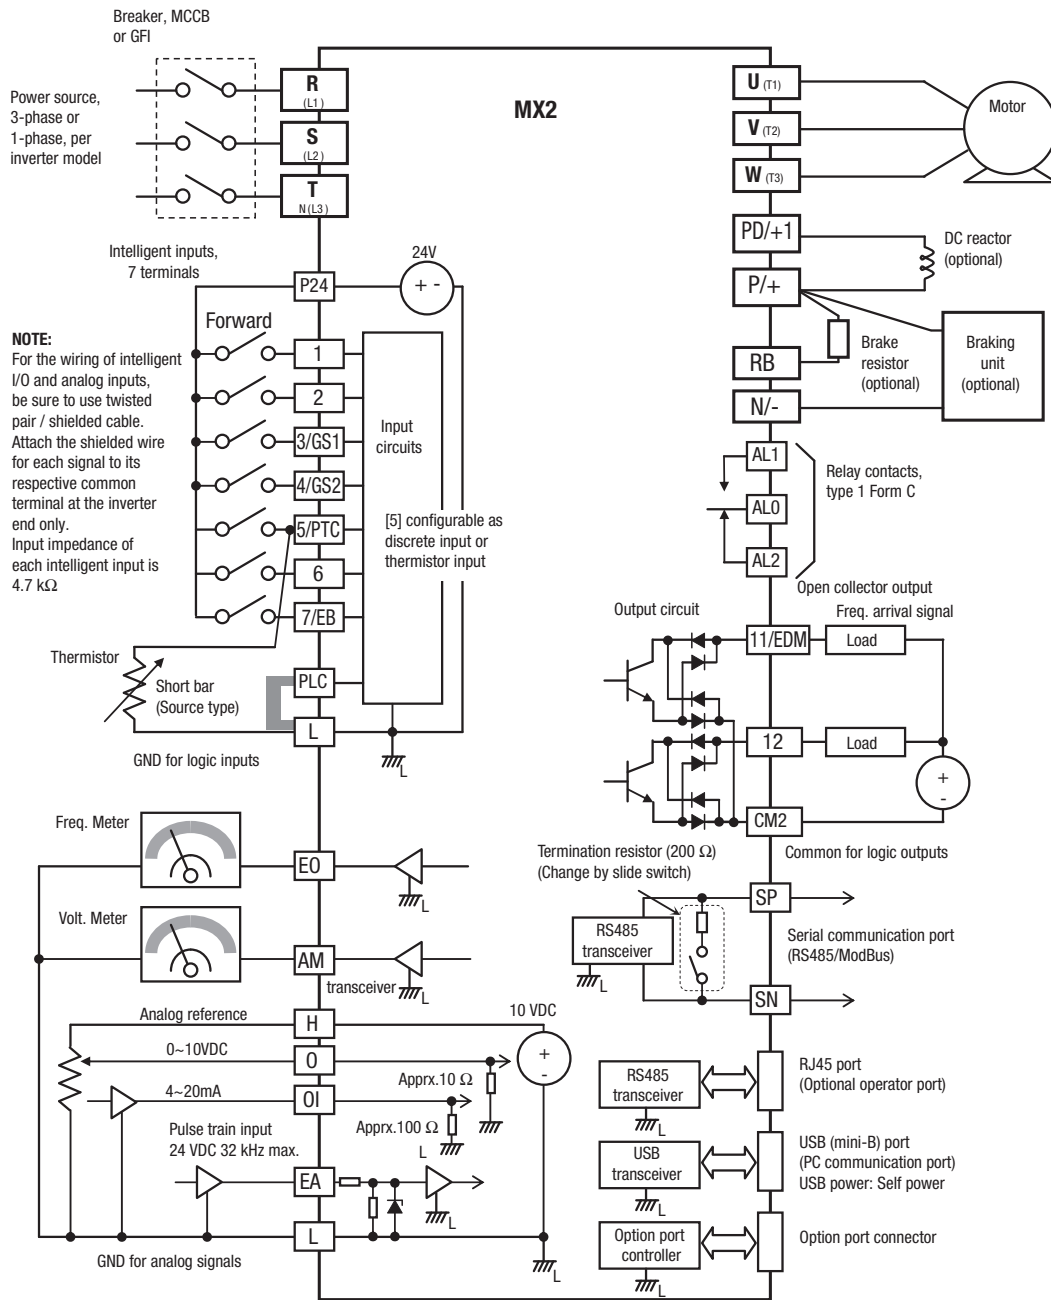 Breaker, MCCB
or GFI
Power source,
3-phase or
1-phase, per
inverter model
R
(L1)
S
(L2)
T
N(L3)
MX2
U (T1)
V (T2)
W (T3)
Motor
PD/+1
P/+
DC reactor
(optional)
RB
N/-
Brake
resistor
(optional)
Braking
unit
(optional)
Intelligent inputs,
7 terminals
24V
+ -
P24
Forward
NOTE:
For the wiring of intelligent
I/O and analog inputs,
be sure to use twisted
pair / shielded cable.
Attach the shielded wire
for each signal to its
respective common
terminal at the inverter
end only.
Input impedance of
each intelligent input is
4.7 kΩ
1
2
3/GS1
4/GS2
5/PTC
6
7/EB
PLC
L
Input
circuits
[5] configurable as
discrete input or
thermistor input
Thermistor
Short bar
(Source type)
GND for logic inputs
L
AL1
AL0
AL2
Relay contacts,
type 1 Form C
Open collector output
Output circuit
Freq. arrival signal
11/EDM
Load
12
Load
+
-
CM2
Common for logic outputs
Termination resistor (200 Ω)
(Change by slide switch)
RS485
transceiver
L
SP
SN
Serial communication port
(RS485/ModBus)
Freq. Meter
EO
L
Volt. Meter
AM
transceiver
L
Analog reference
H
10 VDC
+
-
0~10VDC
O
Apprx.10 Ω
4~20mA
OI
Apprx.100 Ω
Pulse train input
24 VDC 32 kHz max.
L
EA
L
L
GND for analog signals
L
RS485
transceiver
L
RJ45 port
(Optional operator port)
USB
transceiver
L
USB (mini-B) port
(PC communication port)
USB power: Self power
Option port
controller
L
Option port connector